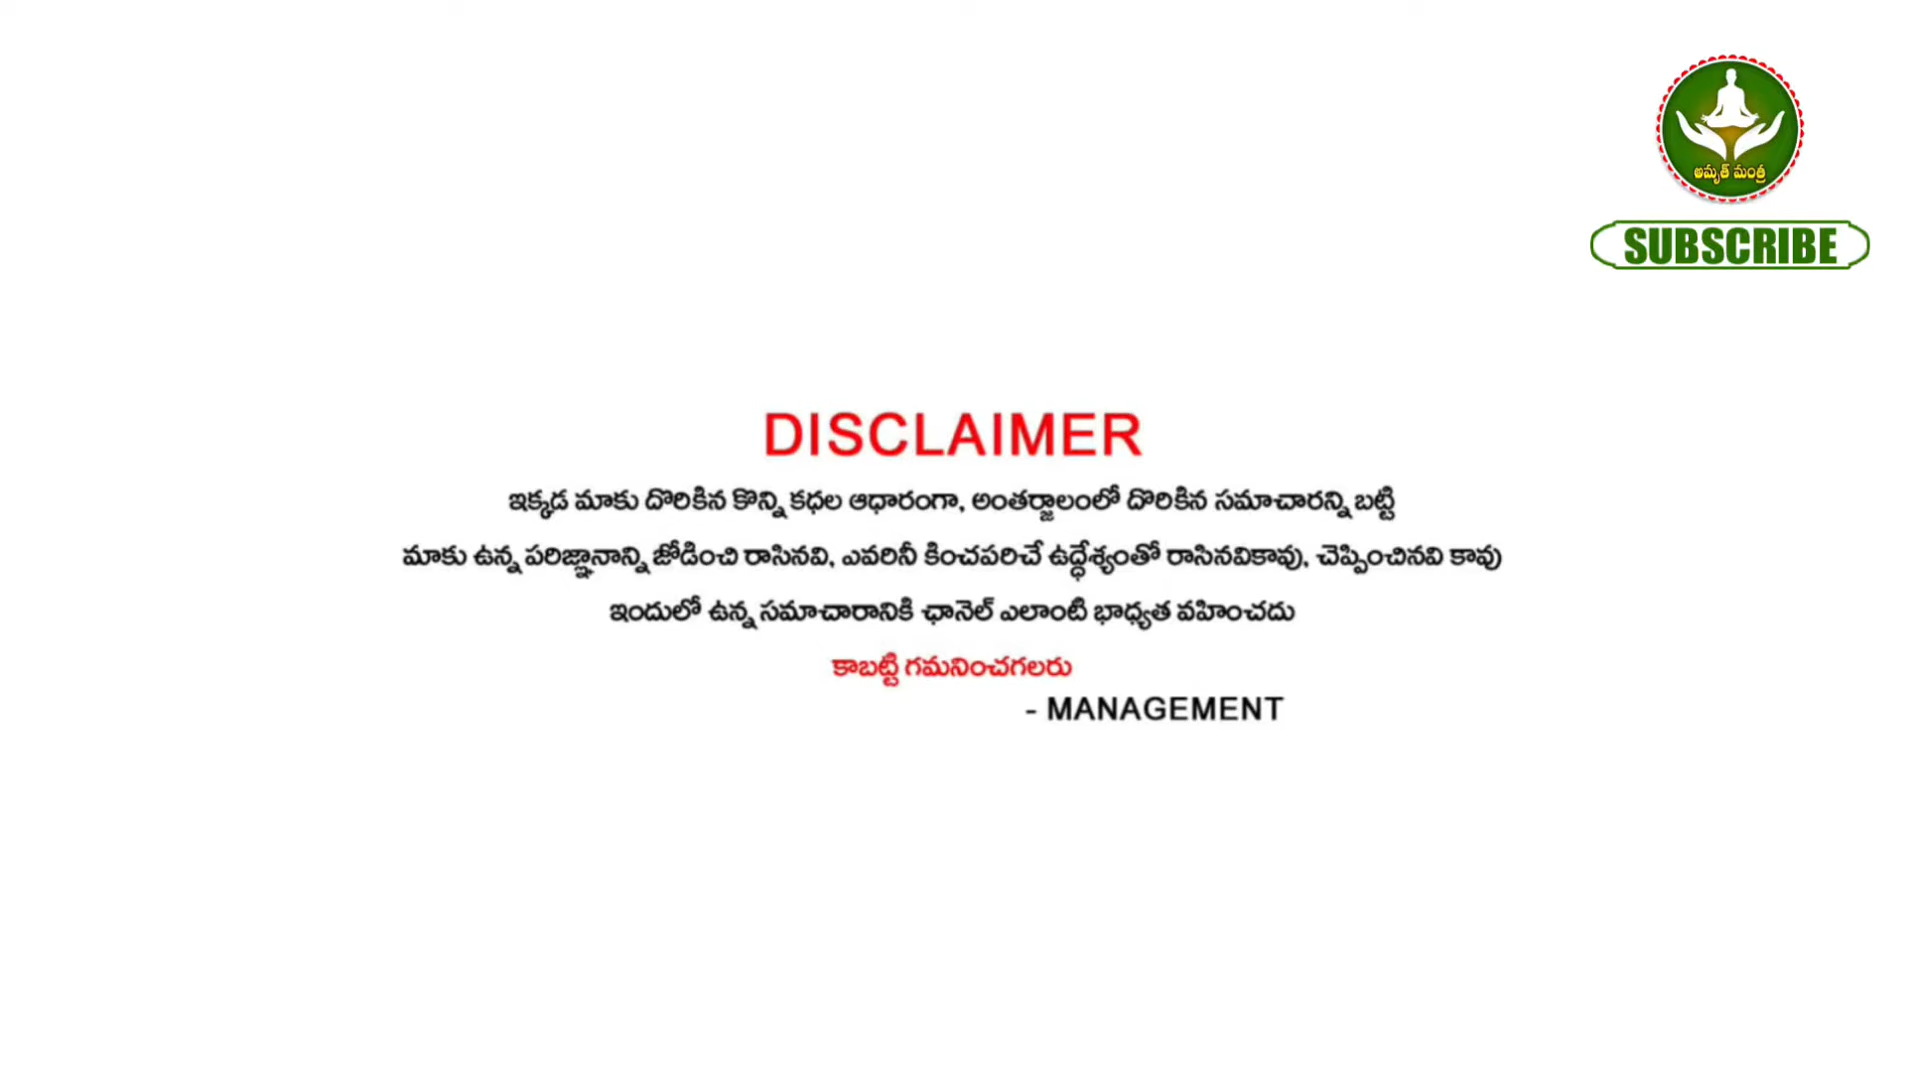 అమృత్ మంత్ర
SUBSCRIBE
DISCLAIMER
ఇక్కడ మాకు దొరికిన కొన్ని కధల ఆధారంగా, అంతర్జాలంలో దొరికిన సమాచారన్ని బట్టి
మాకు ఉన్న పరిజ్ఞానాన్ని జోడించి రాసినవి, ఎవరినీ కించపరిచే ఉద్ధేశ్యంతో రాసినవికావు, చెప్పించినవి కావు
ఇందులో ఉన్న సమాచారానికి ఛానెల్ ఎలాంటి భాధ్యత వహించదు
కాబట్టి గమనించగలరు
- MANAGEMENT